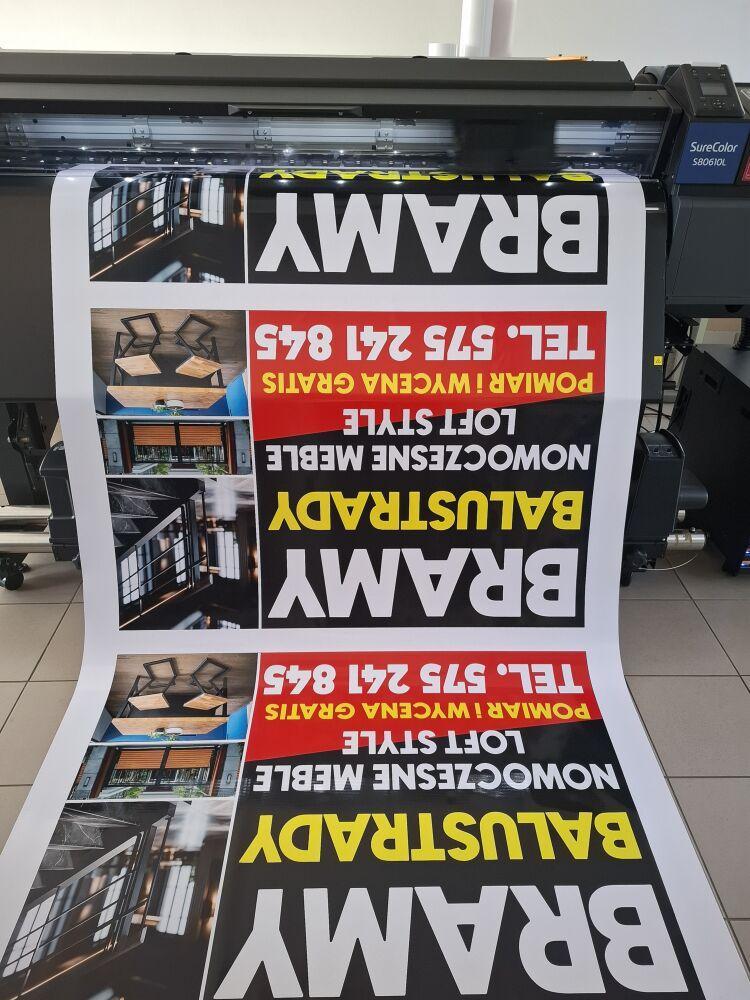 SureColor
S80610L
BALUSTRADY
BRAMY
TEL. 575 241 845
POMIAR i WYCENA GRATIS
LOFT STYLE
NOWOCZESNE MEBLE
BALUSTRADY
BRAMY
TEL. 575 241 845
POMIAR i WYCENA GRATIS
LOFT STYLE
NOWOCZESNE MEBLE
BALUSTRADY
BRAMY